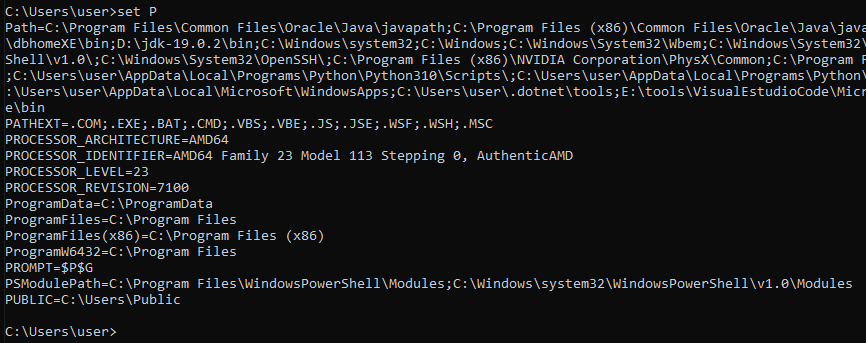 C:\Users\user>set P
Path=C:\Program Files\Common Files\Oracle\Java\javapath;C:\Program Files (x86)\Common Files\Oracle\Java\java
\dbhomeXE\bin;D:\jdk-19.0.2\bin;C:\Windows\system32;C:\Windows;C:\Windows\System32\Wbem;C:\Windows\System32\
Shell\v1.0\;C:\Windows\System32\OpenSSH\;C:\Program Files (x86)\NVIDIA Corporation\PhysX\Common;C:\Program F
;C:\Users\user\AppData\Local\Programs\Python\Python310\Scripts\;C:\Users\user\AppData\Local\Programs\Python\
:\Users\user\AppData\Local\Microsoft\WindowsApps;C:\Users\user\.dotnet\tools;E:\tools\VisualEstudioCode\Micr
e\bin
PATHEXT=.COM;.EXE;.BAT;.CMD;.VBS;.VBE;.JS;.JSE;.WSF;.WSH;.MSC
PROCESSOR_ARCHITECTURE=AMD64
PROCESSOR_IDENTIFIER=AMD64 Family 23 Model 113 Stepping 0, AuthenticAMD
PROCESSOR_LEVEL=23
PROCESSOR_REVISION=7100
ProgramData=C:\ProgramData
ProgramFiles=C:\Program Files
ProgramFiles(x86)=C:\Program Files (x86)
ProgramW6432=C:\Program Files
PROMPT=$P$G
PSModulePath=C:\Program Files\WindowsPowerShell\Modules;C:\Windows\system32\WindowsPowerShell\v1.0\Modules
PUBLIC=C:\Users\Public
C:\Users\user>